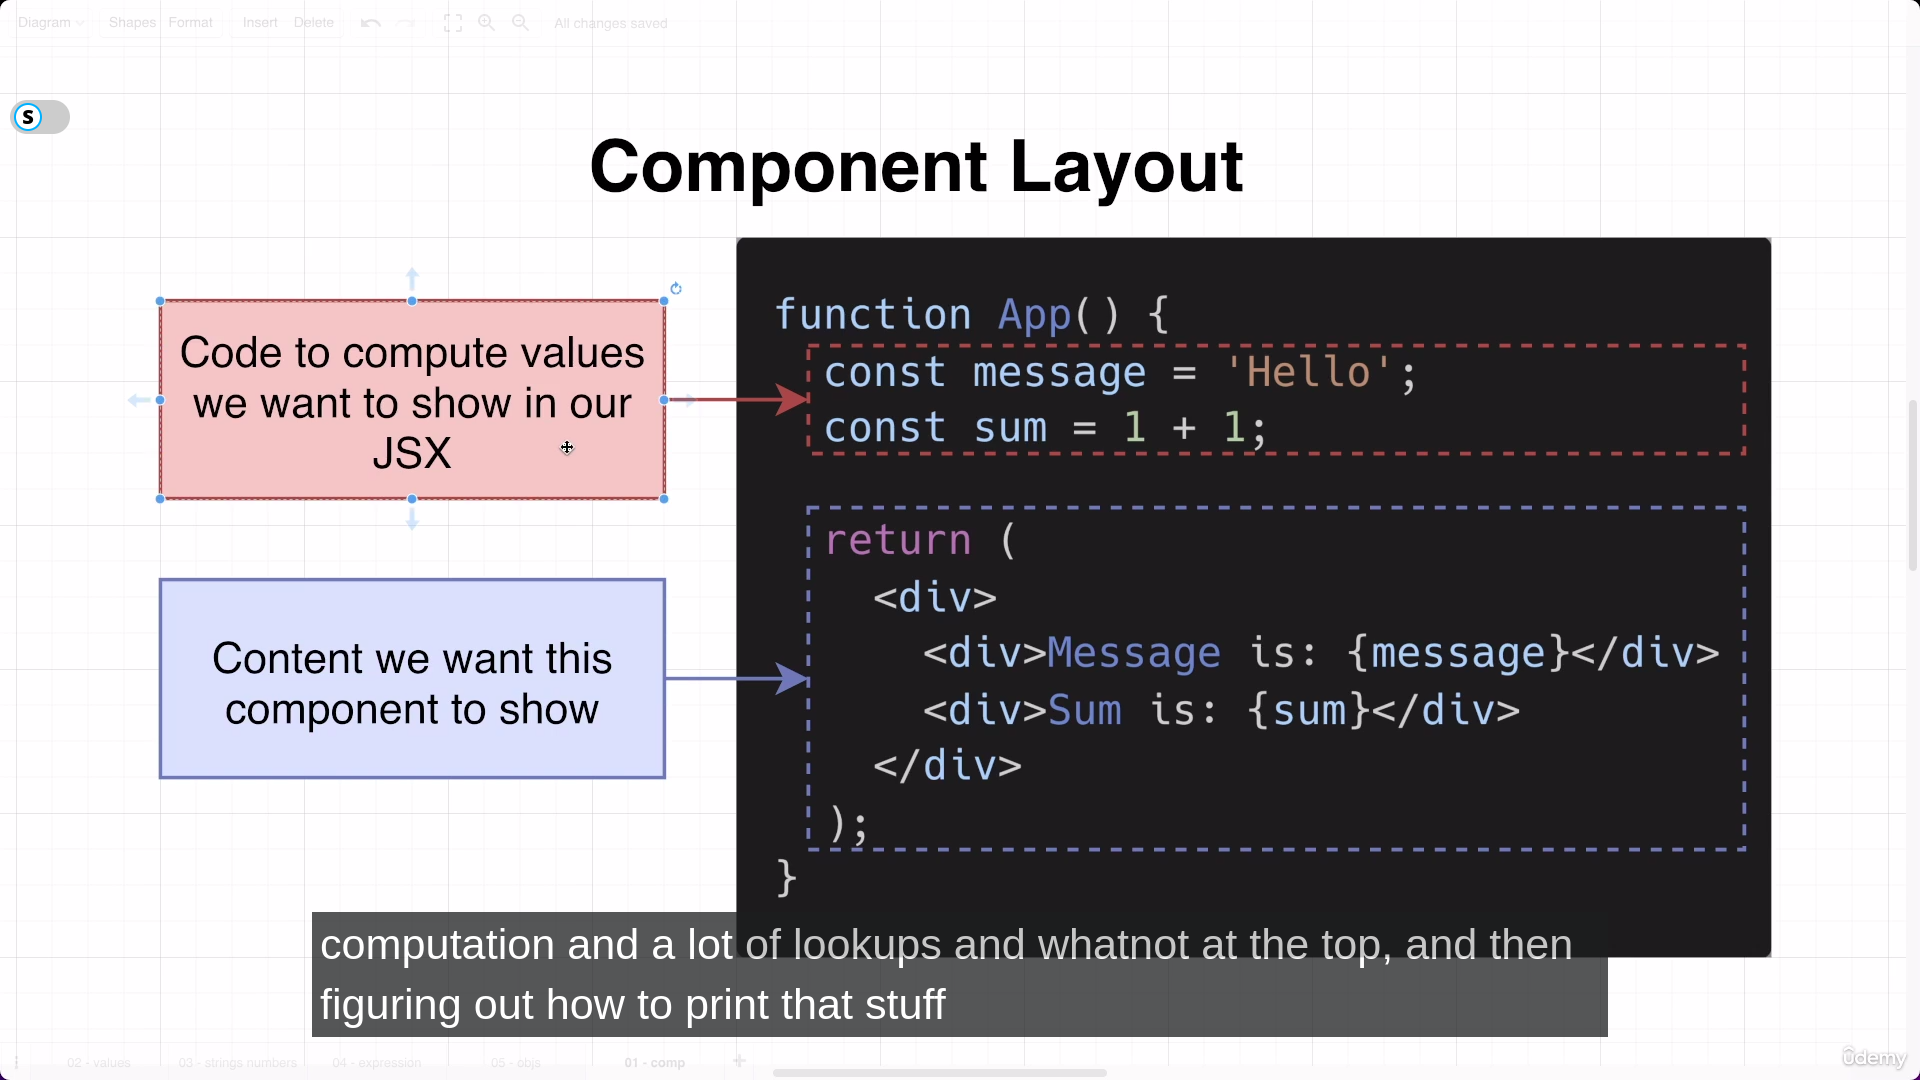 Diagram Shapes Format Insert Delete All changes saved
S
Component Layout
Code to compute values
we want to show in our
JSX
Content we want this
component to show
function App() {
const message = 'Hello';
const sum = 1 + 1;
return (
<div>
<div>Message is: {message}</div>
<div>Sum is: {sum}</div>
</div>
);
}
computation and a lot of lookups and whatnot at the top, and then
figuring out how to print that stuff
02 - values 03 - strings numbers 04 - expression 05 - objs 01 - comp
ûdemy